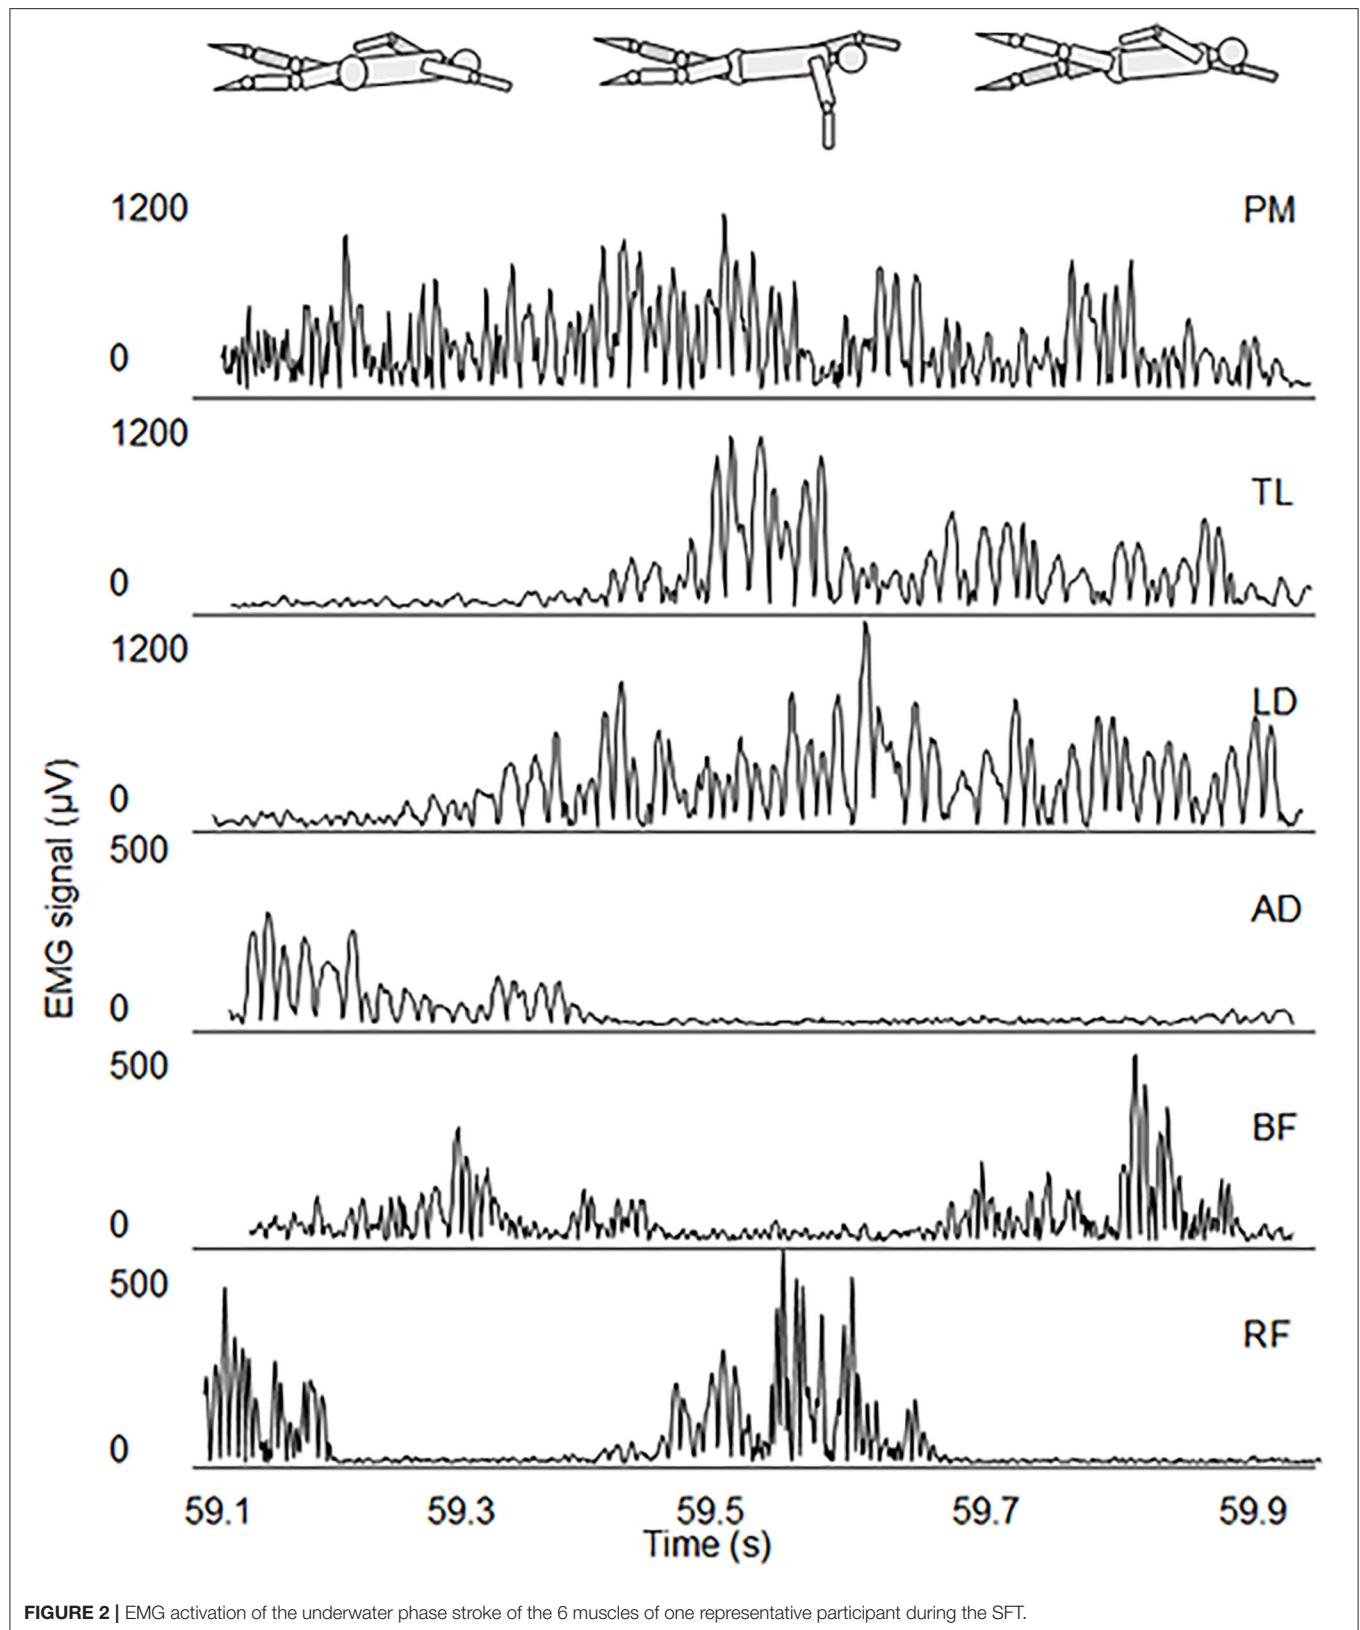 1200
PM
0
1200
TL
0
1200
LD
0
500
AD
0
500
BF
0
500
RF
0
EMG signal (µV)
59.1 59.3 59.5 59.7 59.9
Time (s)
FIGURE 2 | EMG activation of the underwater phase stroke of the 6 muscles of one representative participant during the SFT.